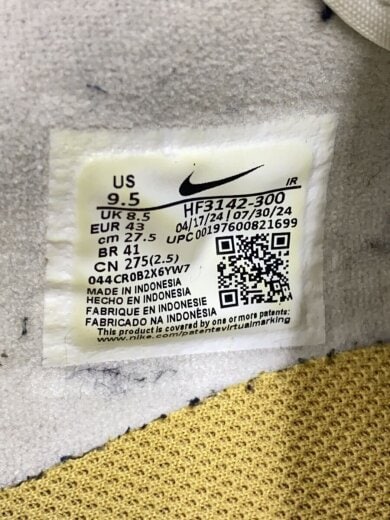 US
9.5
IR
HF3142-300
UK 8.5
04/17/24 | 07/30/24
EUR 43
UPC 00197600821699
cm 27.5
BR 41
CN 275(2.5)
044CR0B2X6YW7
MADE IN INDONESIA
HECHO EN INDONESIA
FABRIQUE EN INDONESIE
FABRICADO NA INDONÉSIA
This product is covered by one or more patents:
www.nike.com/patentsvirtualmarking